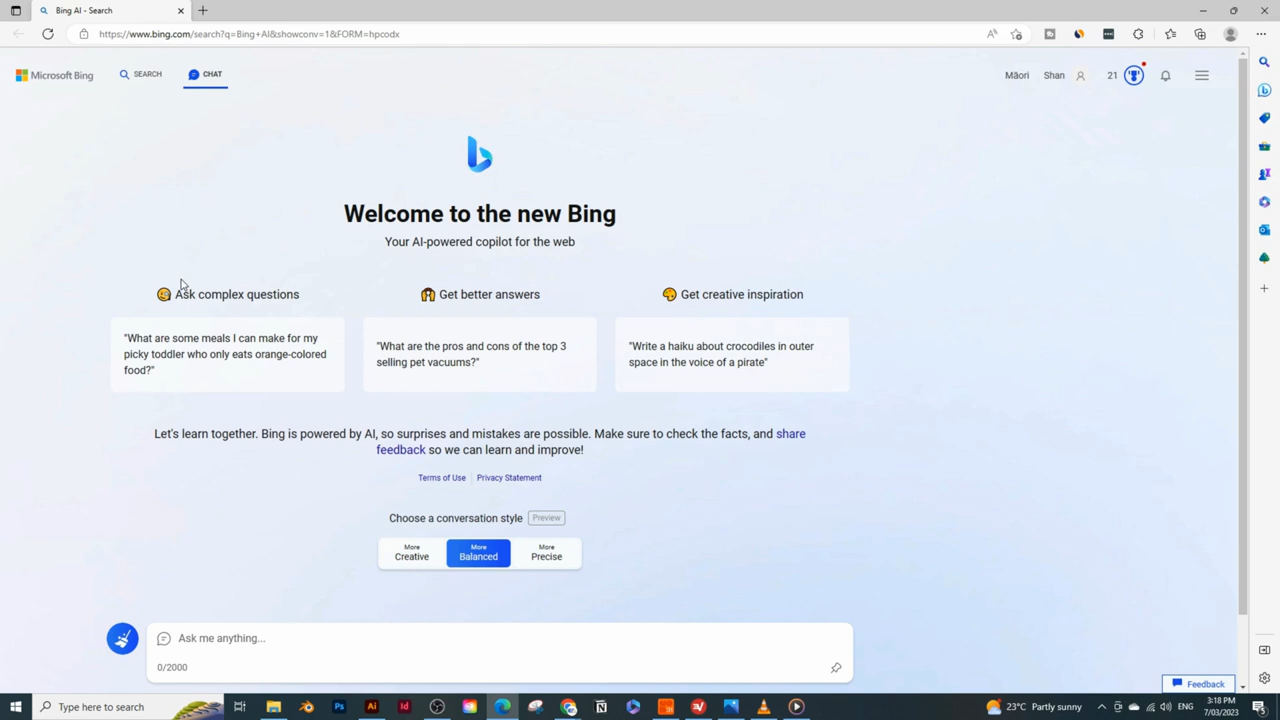 Bing AI - Search
https://www.bing.com/search?q=Bing+AI&showconv=1&FORM=hpcodx
Microsoft Bing
SEARCH
CHAT
Māori
Shan
21
Welcome to the new Bing
Your AI-powered copilot for the web
Ask complex questions
Get better answers
Get creative inspiration
"What are some meals I can make for my
picky toddler who only eats orange-colored
food?"
"What are the pros and cons of the top 3
selling pet vacuums?"
"Write a haiku about crocodiles in outer
space in the voice of a pirate"
Let's learn together. Bing is powered by AI, so surprises and mistakes are possible. Make sure to check the facts, and share
feedback so we can learn and improve!
Terms of Use
Privacy Statement
Choose a conversation style
Preview
More
Creative
More
Balanced
More
Precise
Ask me anything...
0/2000
Feedback
Type here to search
Ps
Ai
Id
23°C Partly sunny
ENG
3:18 PM
7/03/2023